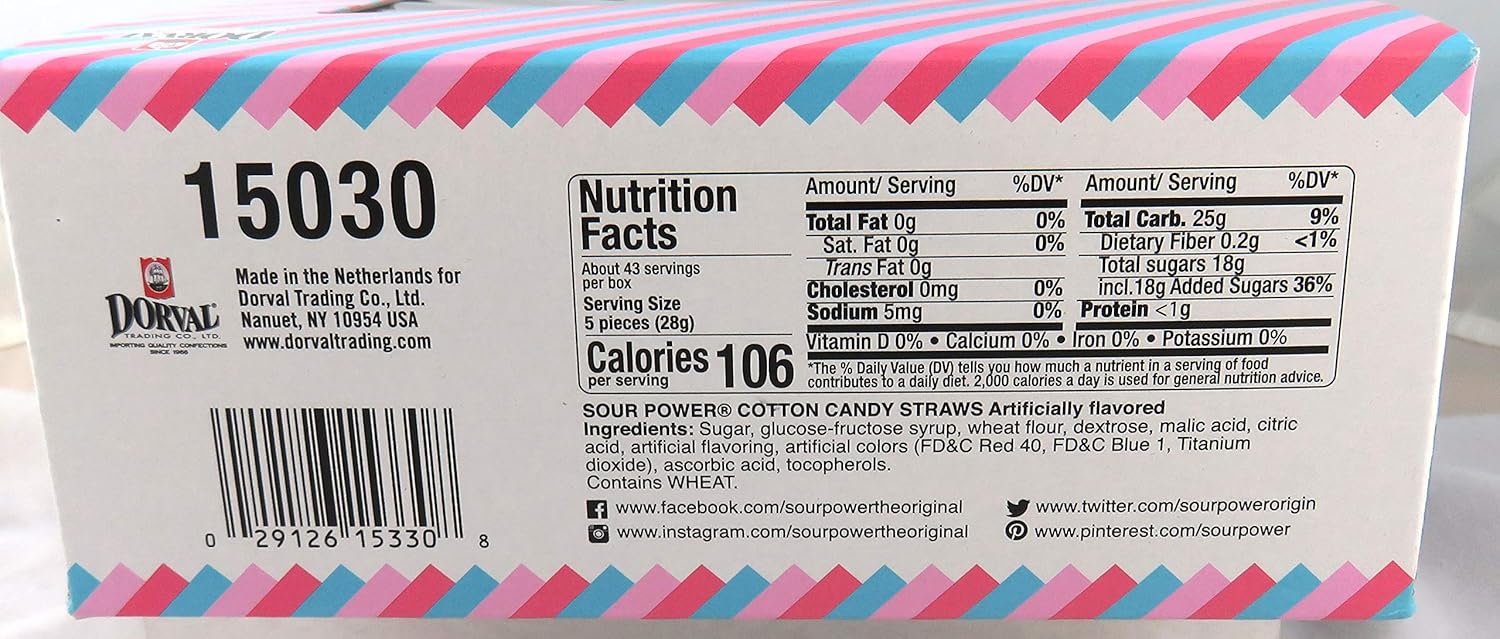 DORVAL
15030
DORVAL
TRADING CO., LTD.
IMPORTING QUALITY CONFECTIONS
SINCE 1966
Made in the Netherlands for
Dorval Trading Co., Ltd.
Nanuet, NY 10954 USA
www.dorvaltrading.com
0 29126 15330 8
Nutrition
Facts
About 43 servings
per box
Serving Size
5 pieces (28g)
Calories 106
per serving
Amount/ Serving %DV*
Total Fat 0g 0%
Sat. Fat 0g 0%
Trans Fat 0g
Cholesterol 0mg 0%
Sodium 5mg 0%
Amount/ Serving %DV*
Total Carb. 25g 9%
Dietary Fiber 0.2g <1%
Total sugars 18g
incl.18g Added Sugars 36%
Protein <1g
Vitamin D 0% • Calcium 0% • Iron 0% • Potassium 0%
*The % Daily Value (DV) tells you how much a nutrient in a serving of food
contributes to a daily diet. 2,000 calories a day is used for general nutrition advice.
SOUR POWER® COTTON CANDY STRAWS Artificially flavored
Ingredients: Sugar, glucose-fructose syrup, wheat flour, dextrose, malic acid, citric
acid, artificial flavoring, artificial colors (FD&C Red 40, FD&C Blue 1, Titanium
dioxide), ascorbic acid, tocopherols.
Contains WHEAT.
www.facebook.com/sourpowertheoriginal
www.twitter.com/sourpowerorigin
www.instagram.com/sourpowertheoriginal
www.pinterest.com/sourpower